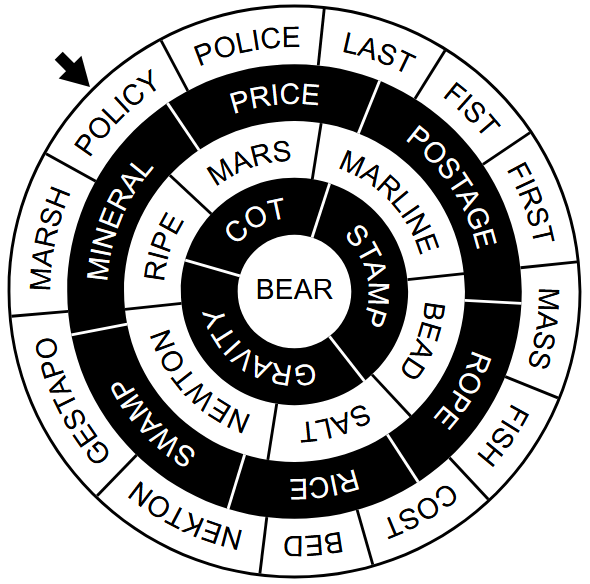 POLICY
POLICE
LAST
FIST
FIRST
MASS
FISH
COST
BED
NEKTON
GESTAPO
MARSH
MINERAL
PRICE
POSTAGE
ROPE
RICE
SWAMP
RIPE
MARS
MARLINE
BEAD
SALT
NEWTON
COT
STAMP
GRAVITY
BEAR